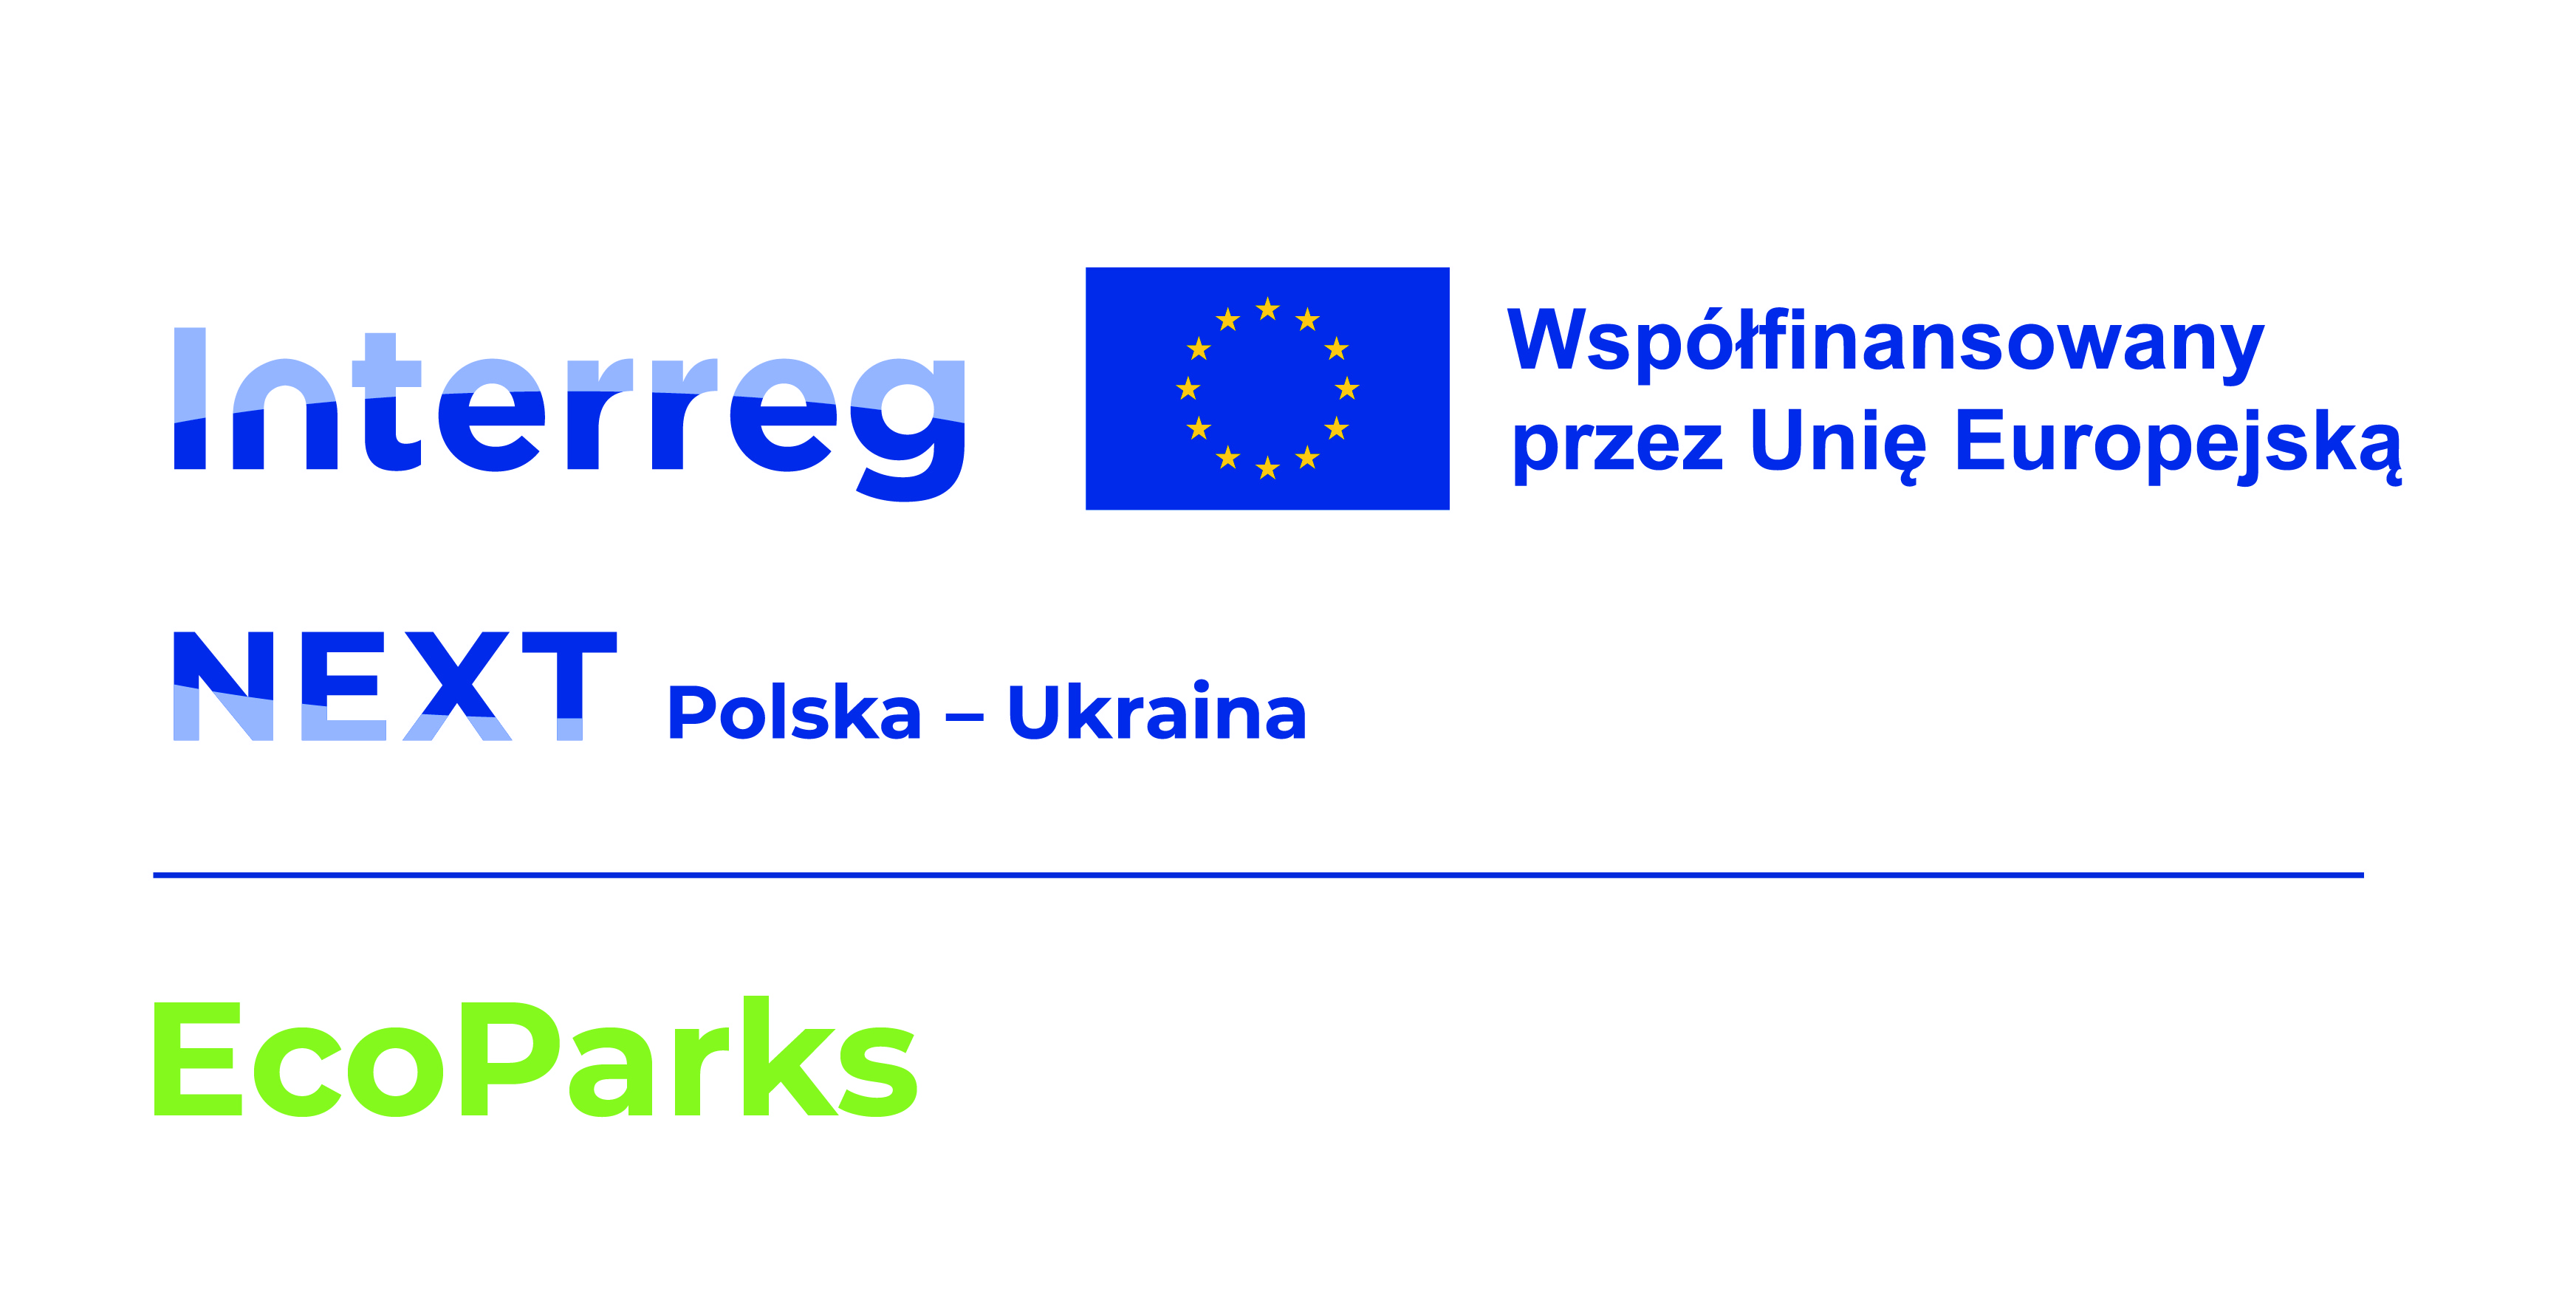 Interreg
Współfinansowany
przez Unię Europejską
NEXT Polska – Ukraina
EcoParks